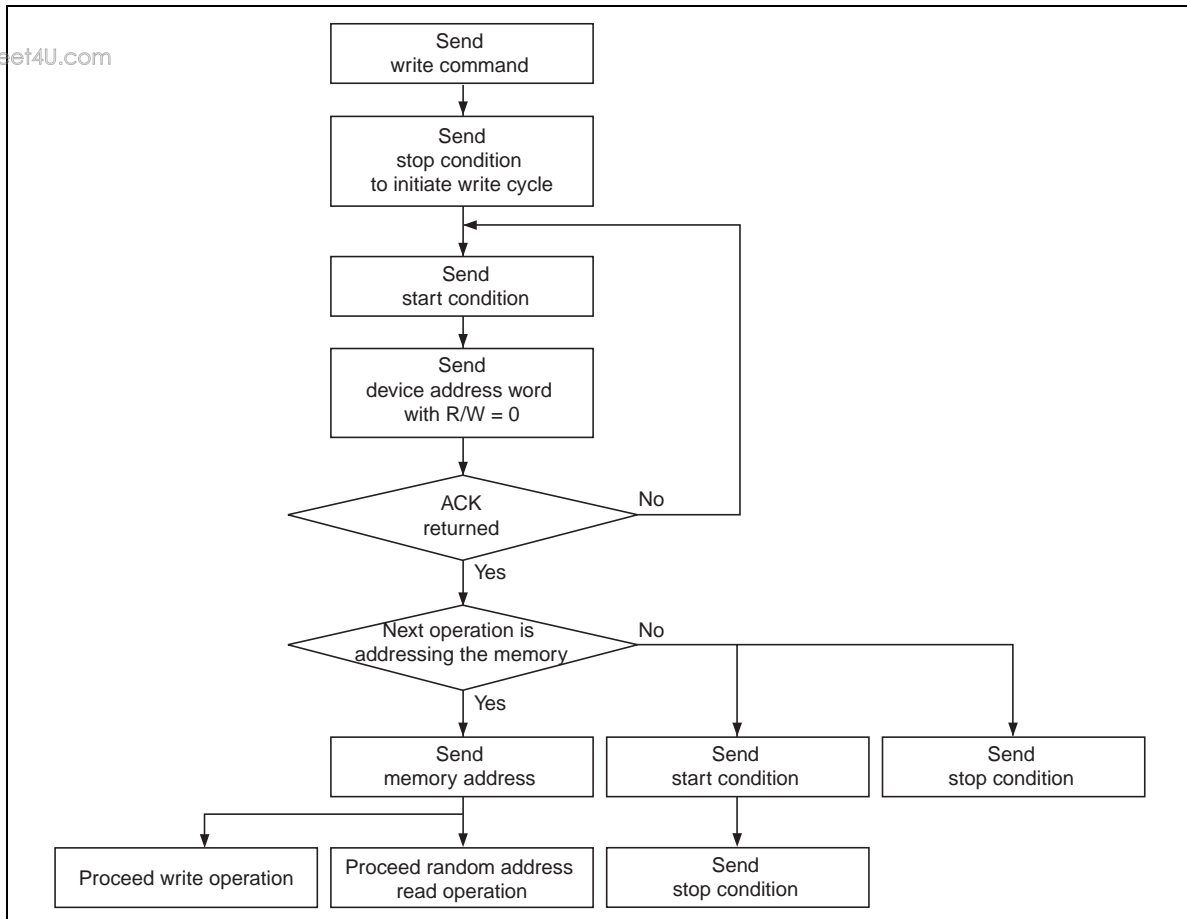 eet4U.com
Send
write command
Send
stop condition
to initiate write cycle
Send
start condition
Send
device address word
with R/W = 0
ACK
returned
No
Yes
Next operation is
addressing the memory
No
Yes
Send
memory address
Send
start condition
Send
stop condition
Proceed write operation
Proceed random address
read operation
Send
stop condition